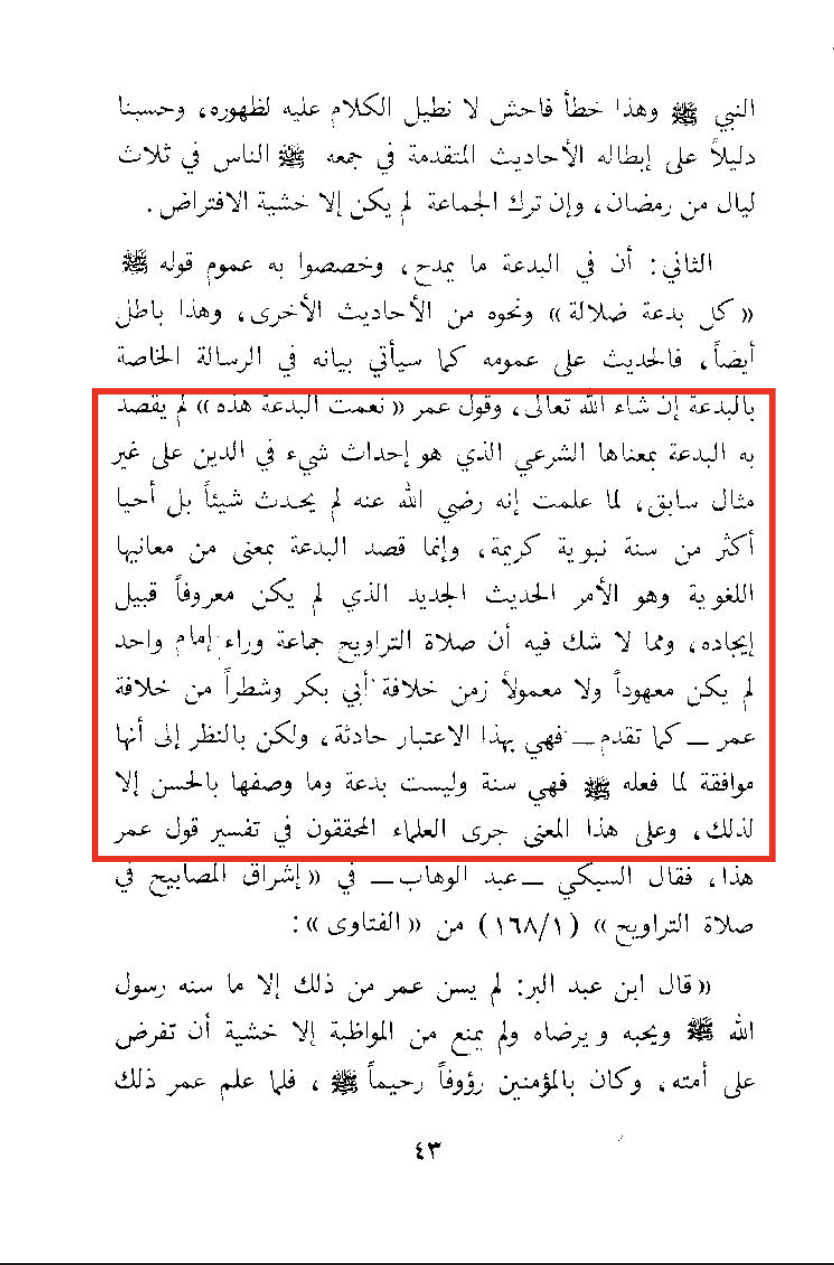 النبي ﷺ وهذا خطأ فاحش لا نطيل الكلام عليه لظهوره، وحسبنا
دليلاً على إبطاله الأحاديث المتقدمة في جمعه ﷺ الناس في ثلاث
ليال من رمضان، وإن ترك الجماعة لم يكن إلا خشية الافتراض.
الثاني: أن في البدعة ما يمدح، وخصصوا به عموم قوله ﷺ
«كل بدعة ضلالة» ونحوه من الأحاديث الأخرى، وهذا باطل
أيضاً، فالحديث على عمومه كما سيأتي بيانه في الرسالة الخاصة
بالبدعة إن شاء الله تعالى، وقول عمر «نعمت البدعة هذه» لم يقصد
به البدعة بمعناها الشرعي الذي هو إحداث شيء في الدين على غير
مثال سابق، لما علمت إنه رضي الله عنه لم يحدث شيئاً بل أحيا
أكثر من سنة نبوية كريمة، وإنما قصد البدعة بمعنى من معانيها
اللغوية وهو الأمر الحديث الجديد الذي لم يكن معروفاً قبيل
إيجاده، ومما لا شك فيه أن صلاة التراويح جماعة وراء إمام واحد
لم يكن معهوداً ولا معمولاً زمن خلافة أبي بكر وشطراً من خلافة
عمر ــ كما تقدم ــ فهي بهذا الاعتبار حادثة، ولكن بالنظر إلى أنها
موافقة لما فعله ﷺ فهي سنة وليست بدعة وما وصفها بالحسن إلا
لذلك، وعلى هذا المعنى جرى العلماء المحققون في تفسير قول عمر
هذا، فقال السبكي ــ عبد الوهاب ــ في «إشراق المصابيح في
صلاة التراويح» (١٦٨/١) من «الفتاوى»:
«قال ابن عبد البر: لم يسن عمر من ذلك إلا ما سنه رسول
الله ﷺ ويحبه ويرضاه ولم يمنع من المواظبة إلا خشية أن تفرض
على أمته، وكان بالمؤمنين رؤوفاً رحيماً ﷺ، فلما علم عمر ذلك
٤٣